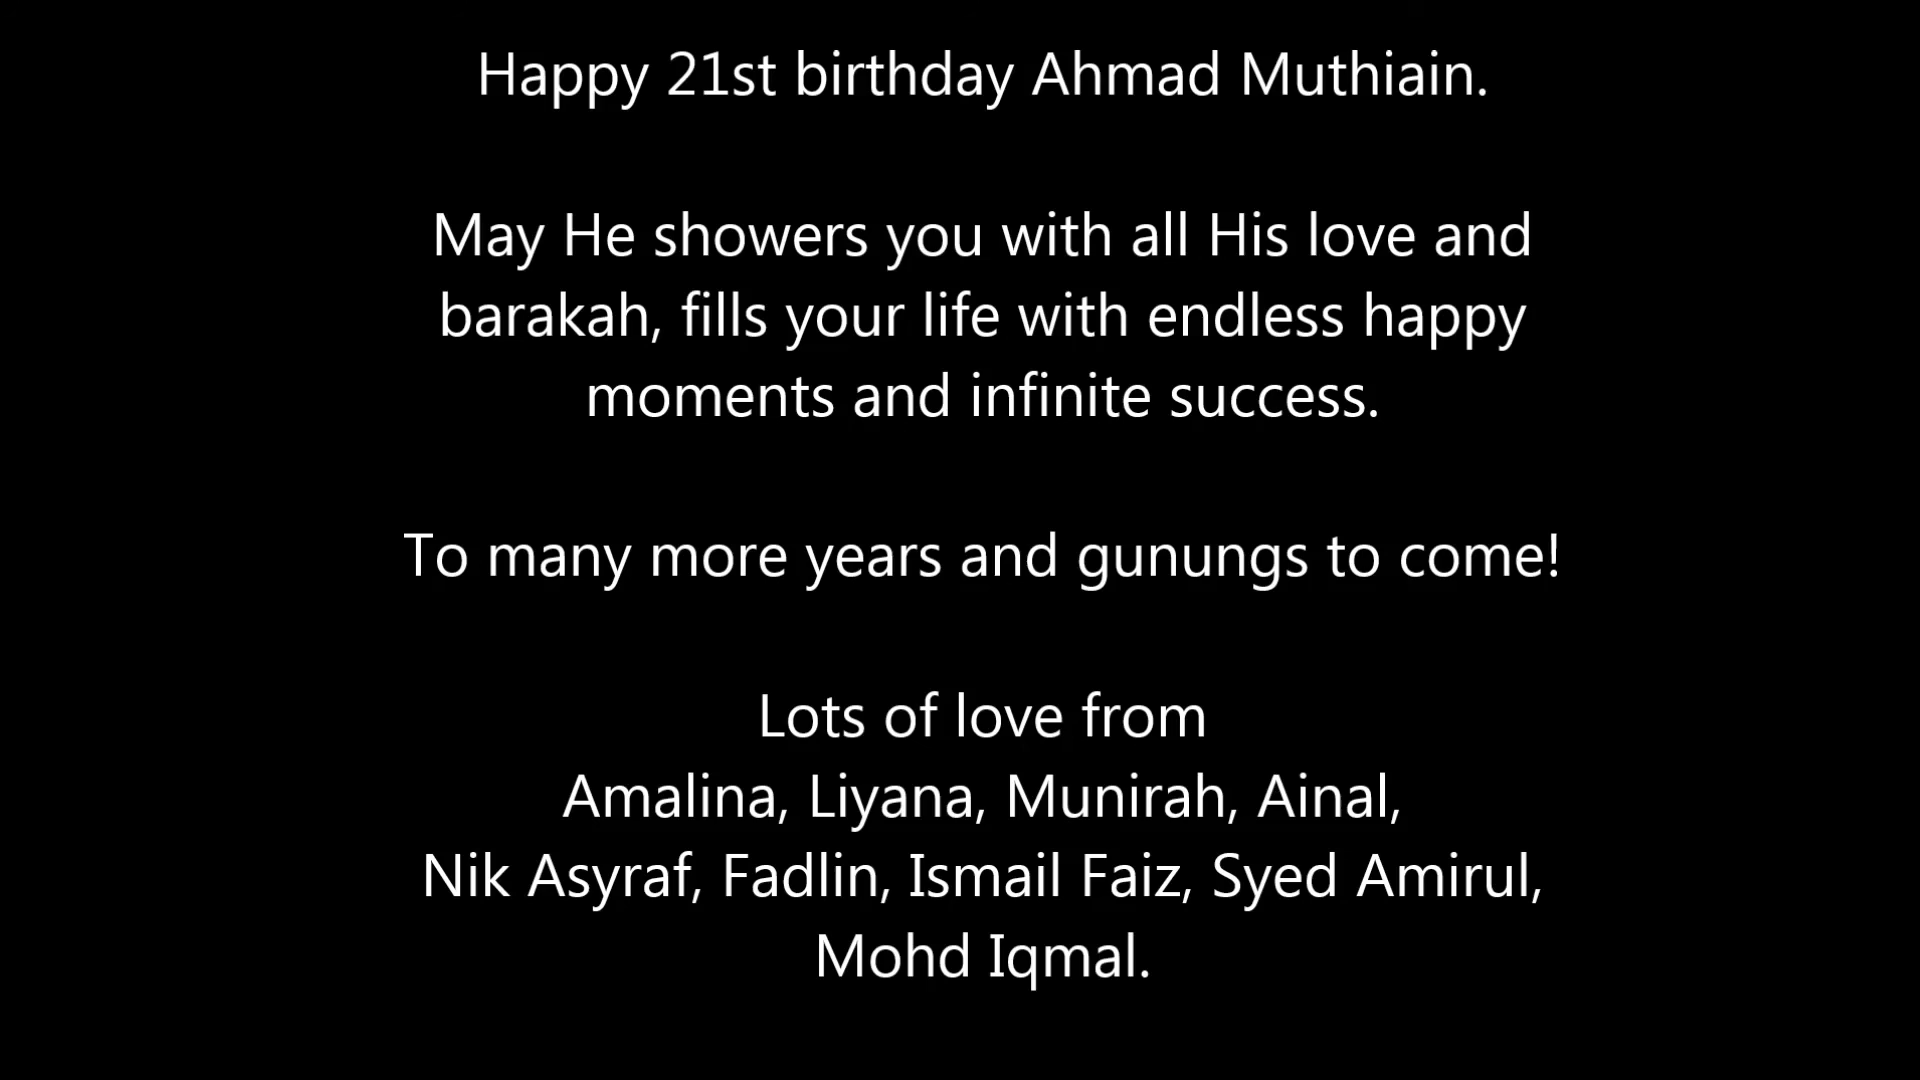 Happy 21st birthday Ahmad Muthiain.
May He showers you with all His love and
barakah, fills your life with endless happy
moments and infinite success.
To many more years and gunungs to come!
Lots of love from
Amalina, Liyana, Munirah, Ainal,
Nik Asyraf, Fadlin, Ismail Faiz, Syed Amirul,
Mohd Iqmal.